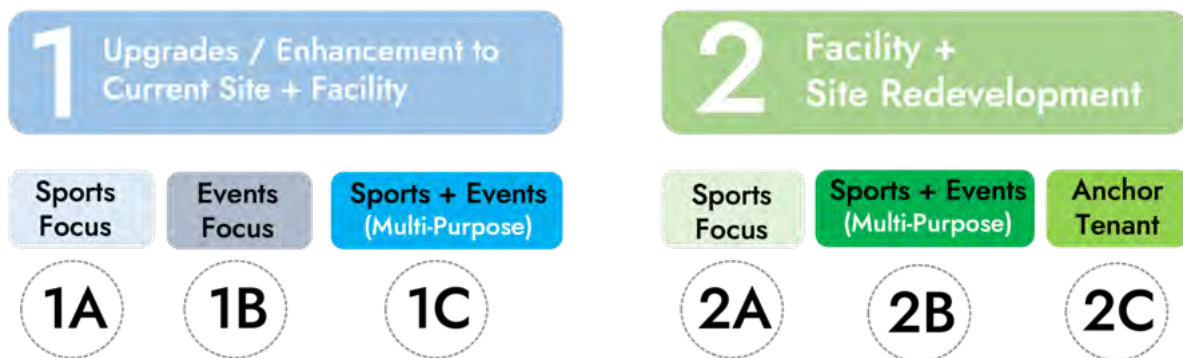 1
Upgrades / Enhancement to
Current Site + Facility
2
Facility +
Site Redevelopment
Sports
Focus
Events
Focus
Sports + Events
(Multi-Purpose)
Sports
Focus
Sports + Events
(Multi-Purpose)
Anchor
Tenant
1A
1B
1C
2A
2B
2C